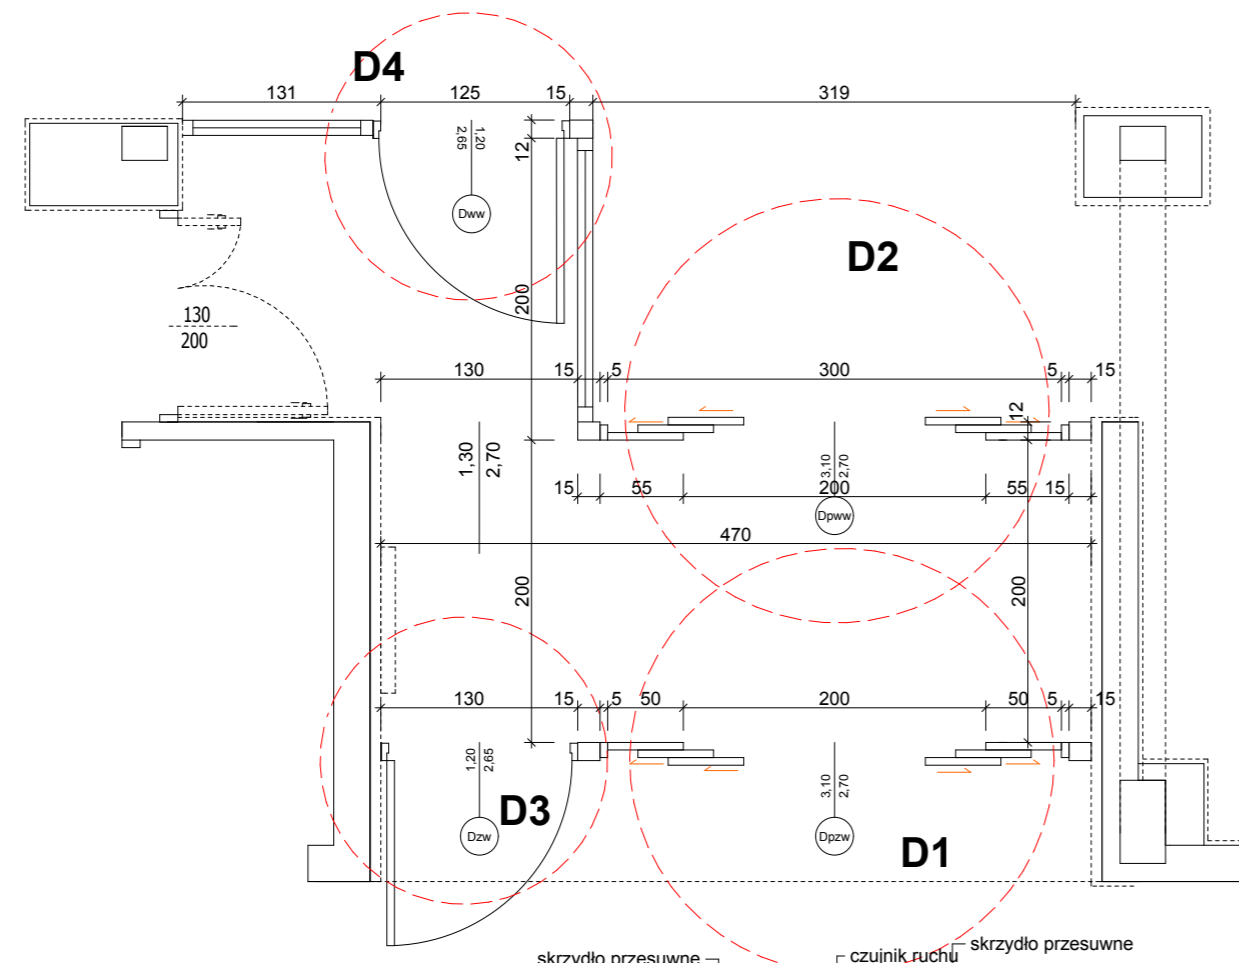 D4
131 125 15 319
2,65 1,20
12
Dww
D2
200
130
200
130 15 5 300 5 15
12
1,30 2,70
3,10 2,70
15 55 200 55 15
Dpww
470
200 200
130 15 5 50 200 50 5 15
1,20 2,65
3,10 2,70
D3
Dzw
Dpzw
D1
skrzydło przesuwne
czujnik ruchu
skrzydło przesuwne